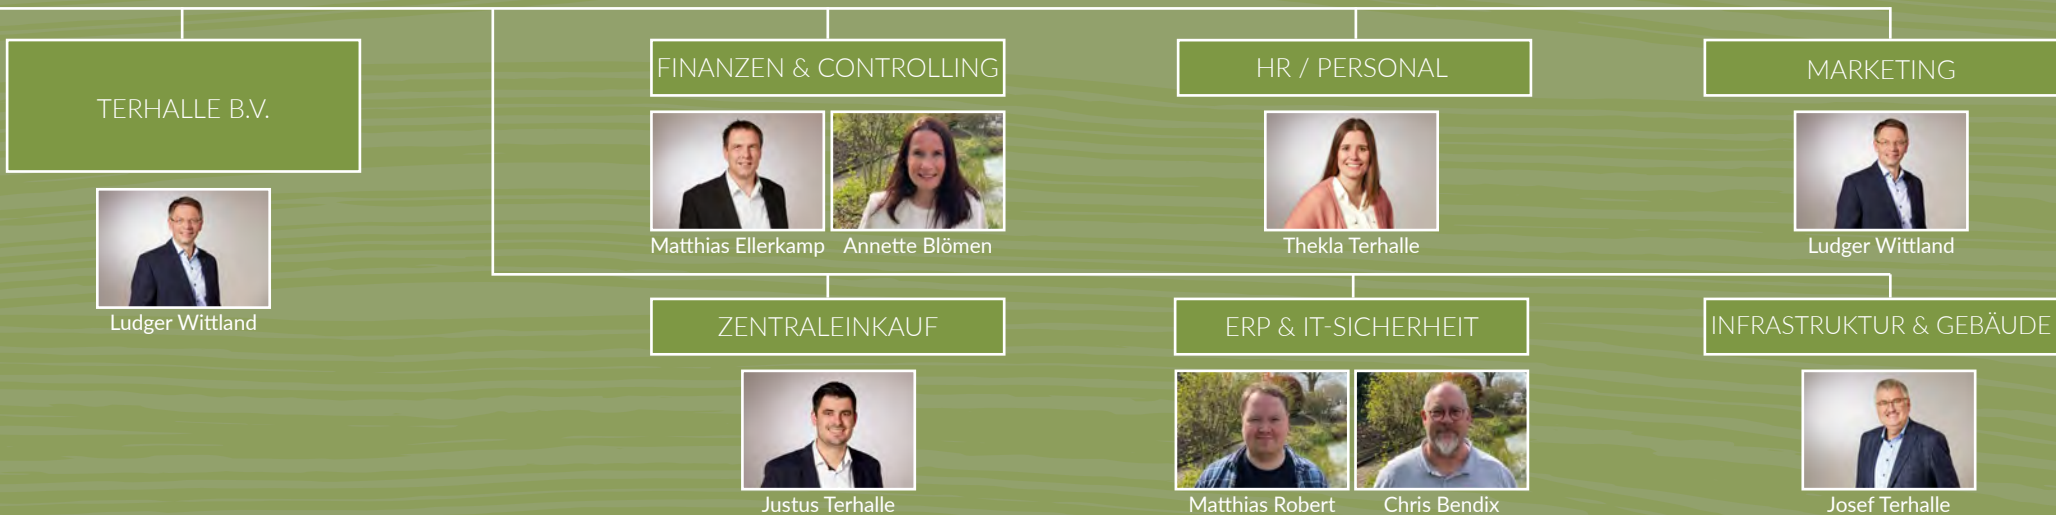 TERHALLE B.V.
Ludger Wittland
FINANZEN & CONTROLLING
Matthias Ellerkamp
Annette Blömen
HR / PERSONAL
Thekla Terhalle
MARKETING
Ludger Wittland
ZENTRALEINKAUF
Justus Terhalle
ERP & IT-SICHERHEIT
Matthias Robert
Chris Bendix
INFRASTRUKTUR & GEBÄUDE
Josef Terhalle